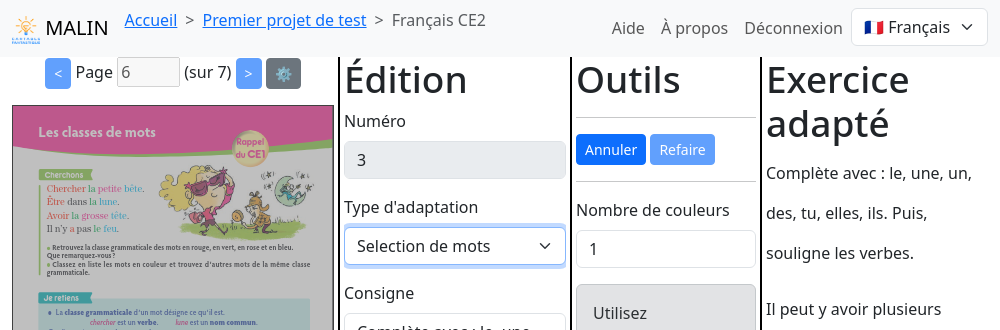 MALIN Accueil > Premier projet de test > Français CE2 Aide À propos Déconnexion Français
< Page 6 (sur 7) >
Les classes de mots
Rappel
du CE1
Cherchons
Chercher la petite bête.
Être dans la lune.
Avoir la grosse tête.
Il n'y a pas le feu.
• Retrouvez la classe grammaticale des mots en rouge, en vert, en rose et en bleu.
Que remarquez-vous ?
• Classez en liste les mots en couleur et trouvez d'autres mots de la même classe
grammaticale.
Je retiens
• La classe grammaticale d'un mot désigne ce qu'il est.
chercher est un verbe. lune est un nom commun.
Édition
Numéro
3
Type d'adaptation
Selection de mots
Consigne
Complète avec : le, une,
Outils
Annuler Refaire
Nombre de couleurs
1
Utilisez
Exercice
adapté
Complète avec : le, une, un,
des, tu, elles, ils. Puis,
souligne les verbes.
Il peut y avoir plusieurs